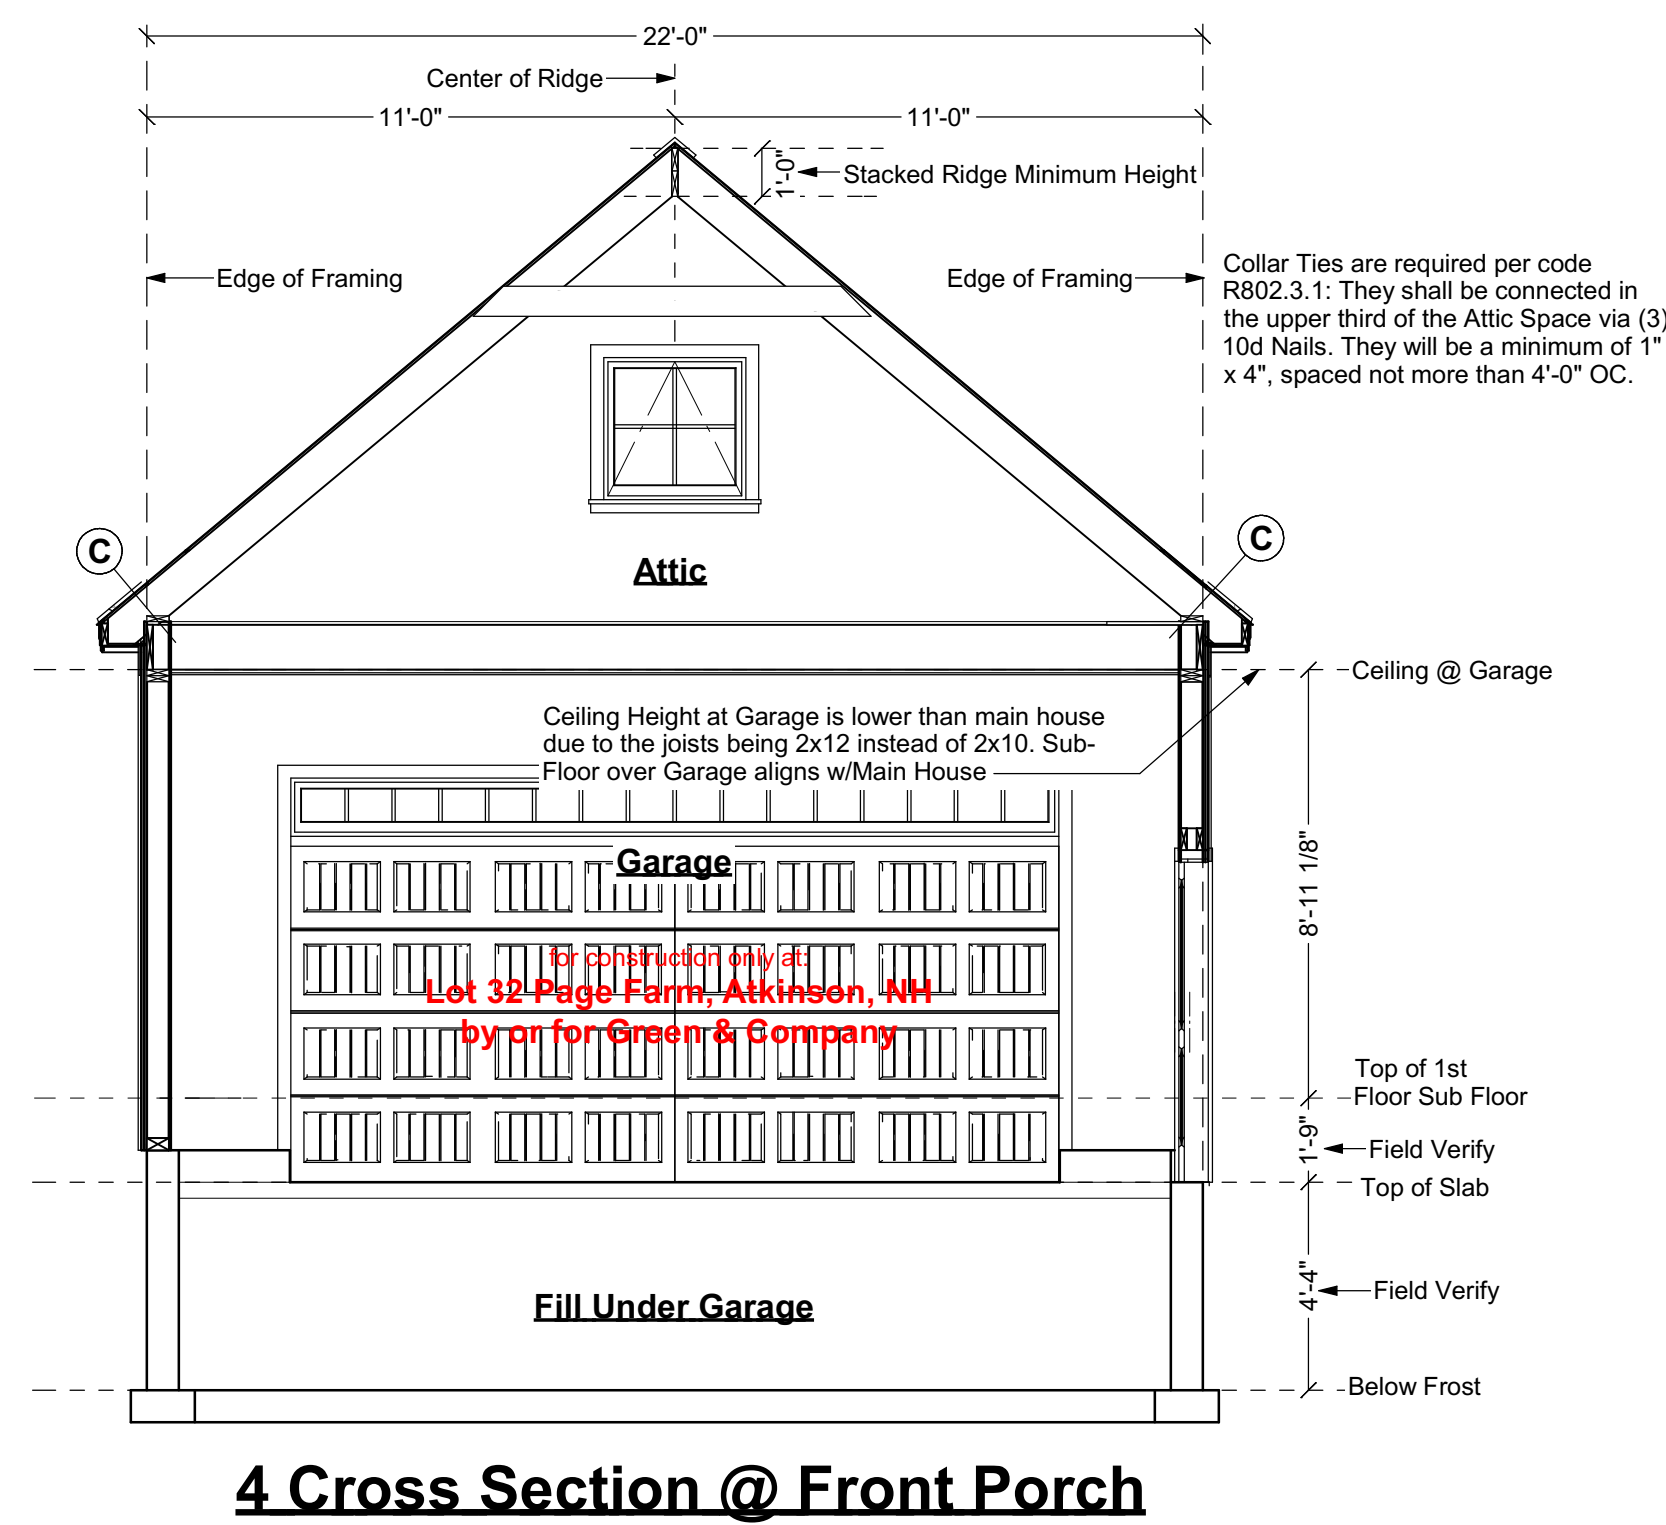 22'-0"
Center of Ridge
11'-0"
11'-0"
1'-0"
Stacked Ridge Minimum Height
Edge of Framing
Edge of Framing
Collar Ties are required per code
R802.3.1: They shall be connected in
the upper third of the Attic Space via (3)
10d Nails. They will be a minimum of 1"
x 4", spaced not more than 4'-0" OC.
C
C
Attic
Ceiling @ Garage
Ceiling Height at Garage is lower than main house
due to the joists being 2x12 instead of 2x10. Sub-
Floor over Garage aligns w/Main House
8'-11 1/8"
Garage
for construction only at:
Lot 32 Page Farm, Atkinson, NH
by or for Green & Company
Top of 1st
Floor Sub Floor
1'-9"
Field Verify
Top of Slab
4'-4"
Field Verify
Fill Under Garage
Below Frost
4 Cross Section @ Front Porch